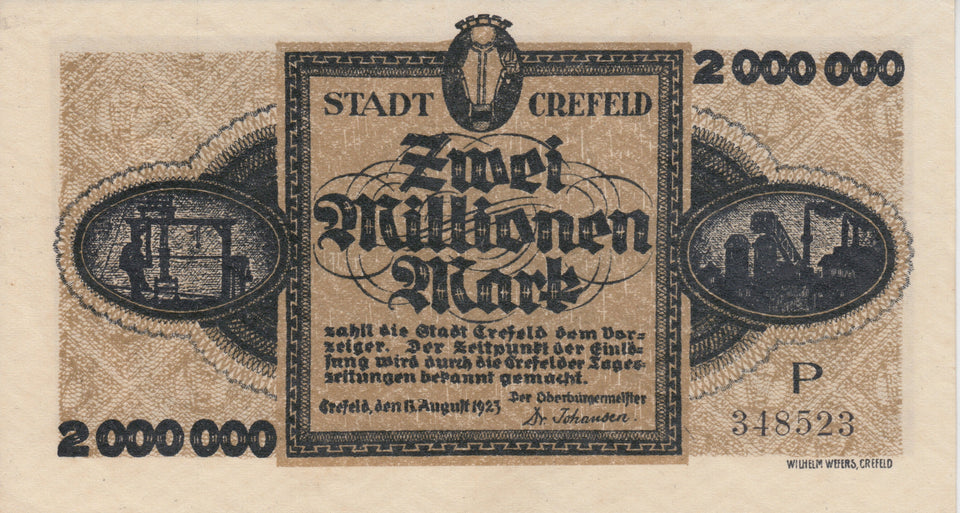 2 000 000
STADT CREFELD
Zwei
Millionen
Mark
zahlt die Stadt Crefeld dem Vor-
zeiger. Der Zeitpunkt der Einlö-
sung wird durch die Crefelder Tages-
zeitungen bekannt gemacht.
Crefeld, den 13. August 1923
Der Oberbürgermeister
Dr. Johansen
P
348523
2 000 000
WILHELM WEFERS, CREFELD